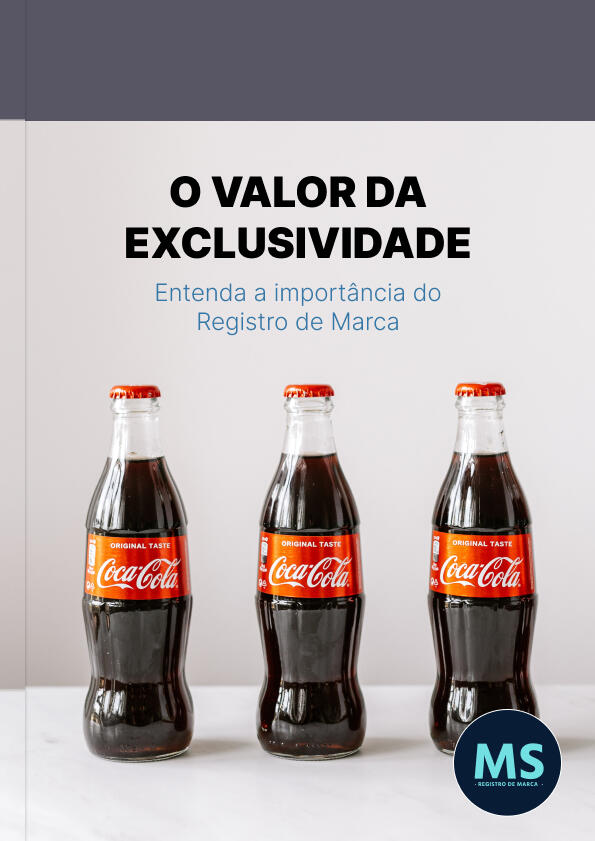 O VALOR DA
EXCLUSIVIDADE
Entenda a importância do
Registro de Marca
ORIGINAL TASTE
Coca-Cola
ORIGINAL TASTE
Coca-Cola
ORIGINAL TASTE
Coca-Cola
MS
· REGISTRO DE MARCA ·